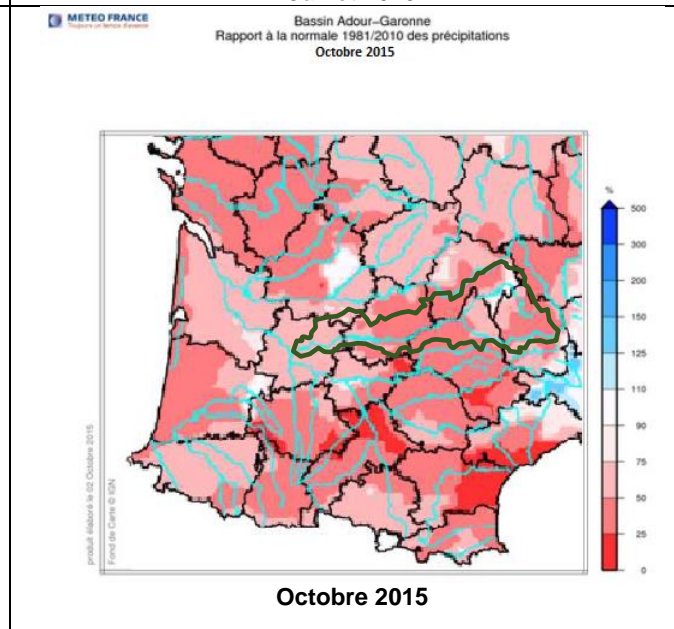 METEO FRANCE
Toujours un temps d'avance
Bassin Adour–Garonne
Rapport à la normale 1981/2010 des précipitations
Octobre 2015
%
500
300
200
150
125
110
90
75
50
25
0
produit élaboré le 02 Octobre 2015
Fond de Carte © IGN
Octobre 2015